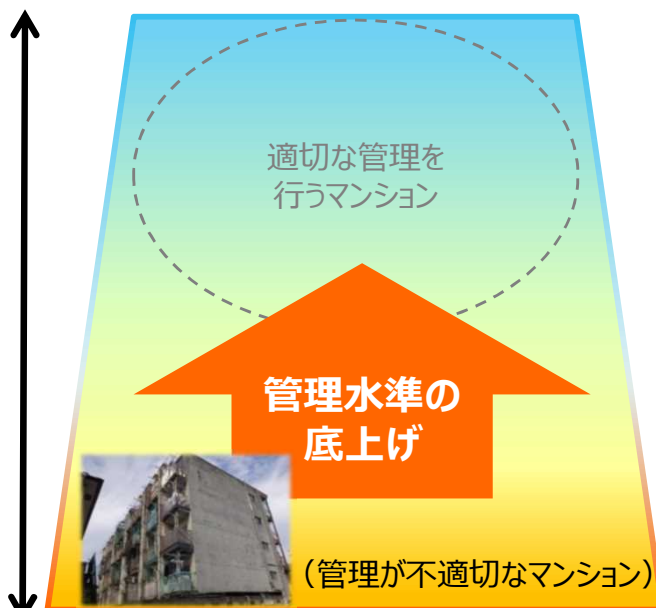 適切な管理を
行うマンション
管理水準の
底上げ
（管理が不適切なマンション）